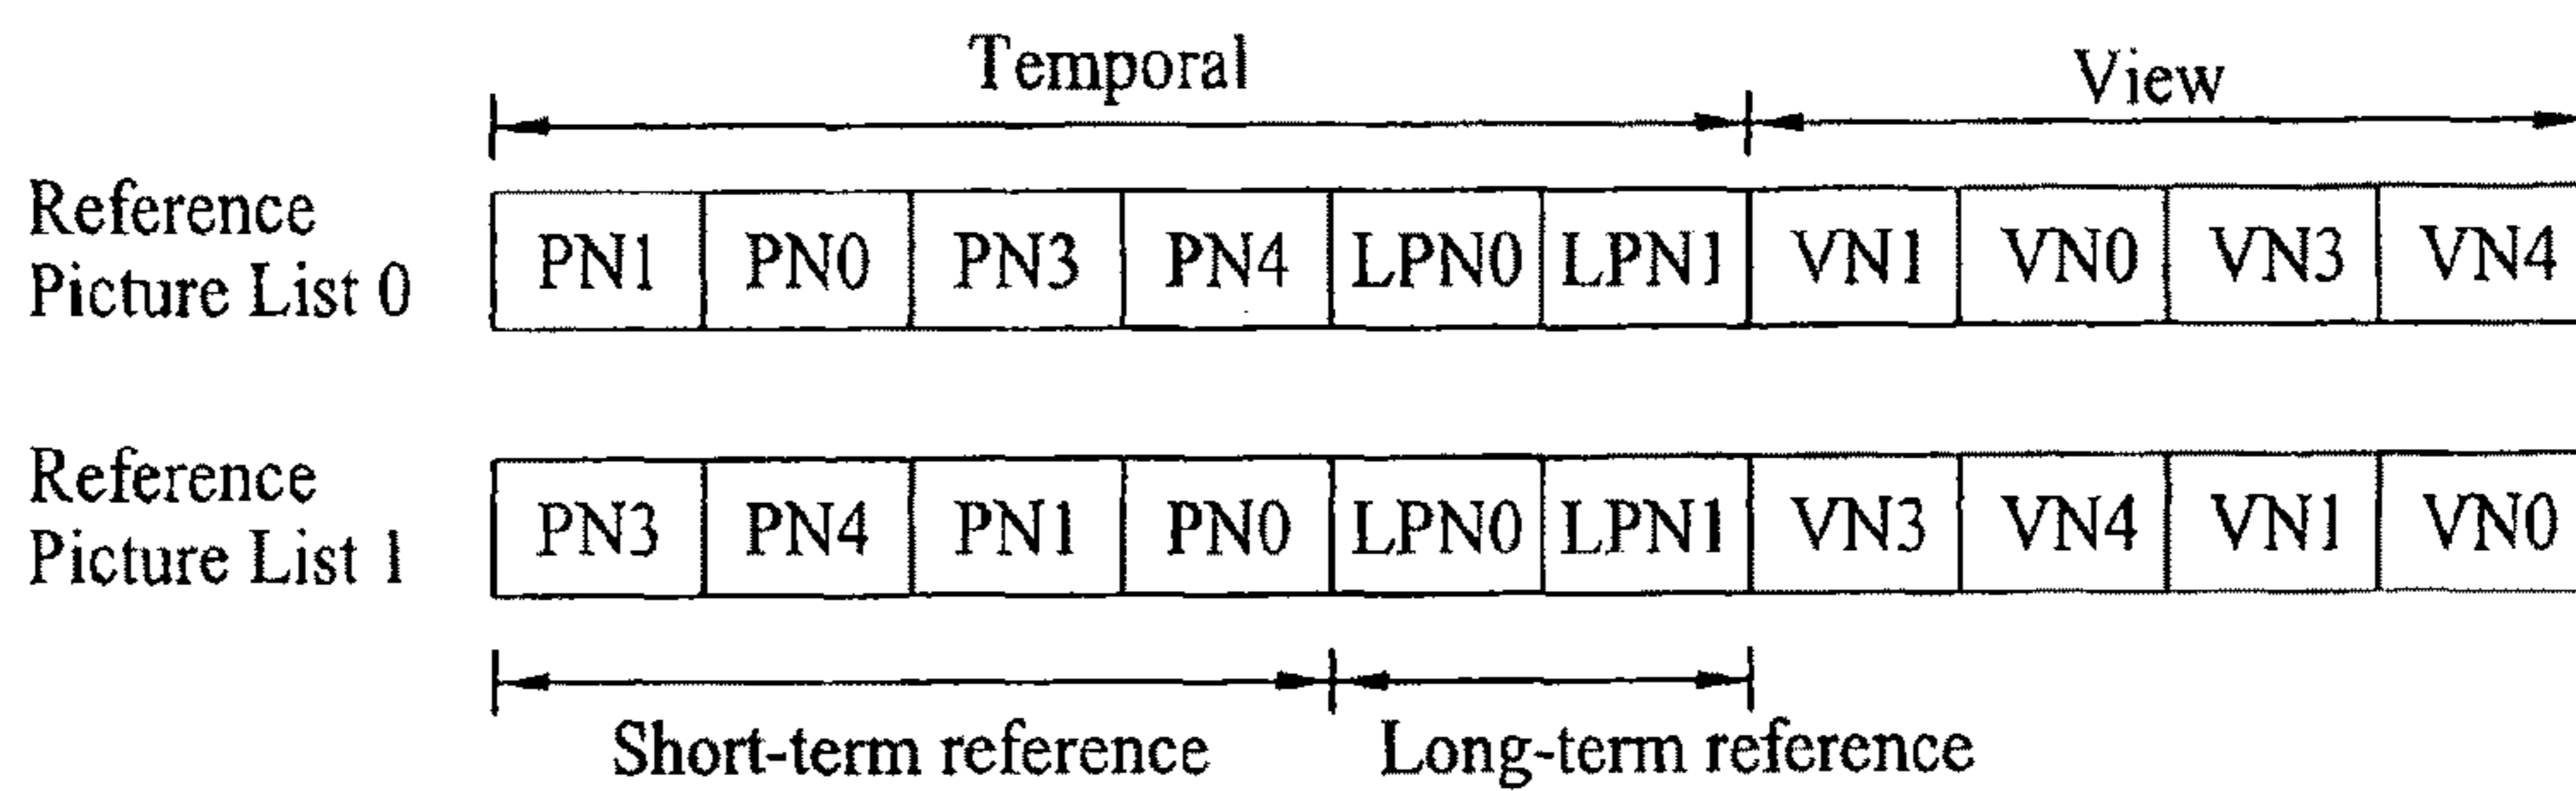 Temporal View
Reference
Picture List 0
PN1 PN0 PN3 PN4 LPN0 LPN1 VN1 VN0 VN3 VN4
Reference
Picture List 1
PN3 PN4 PN1 PN0 LPN0 LPN1 VN3 VN4 VN1 VN0
Short-term reference Long-term reference